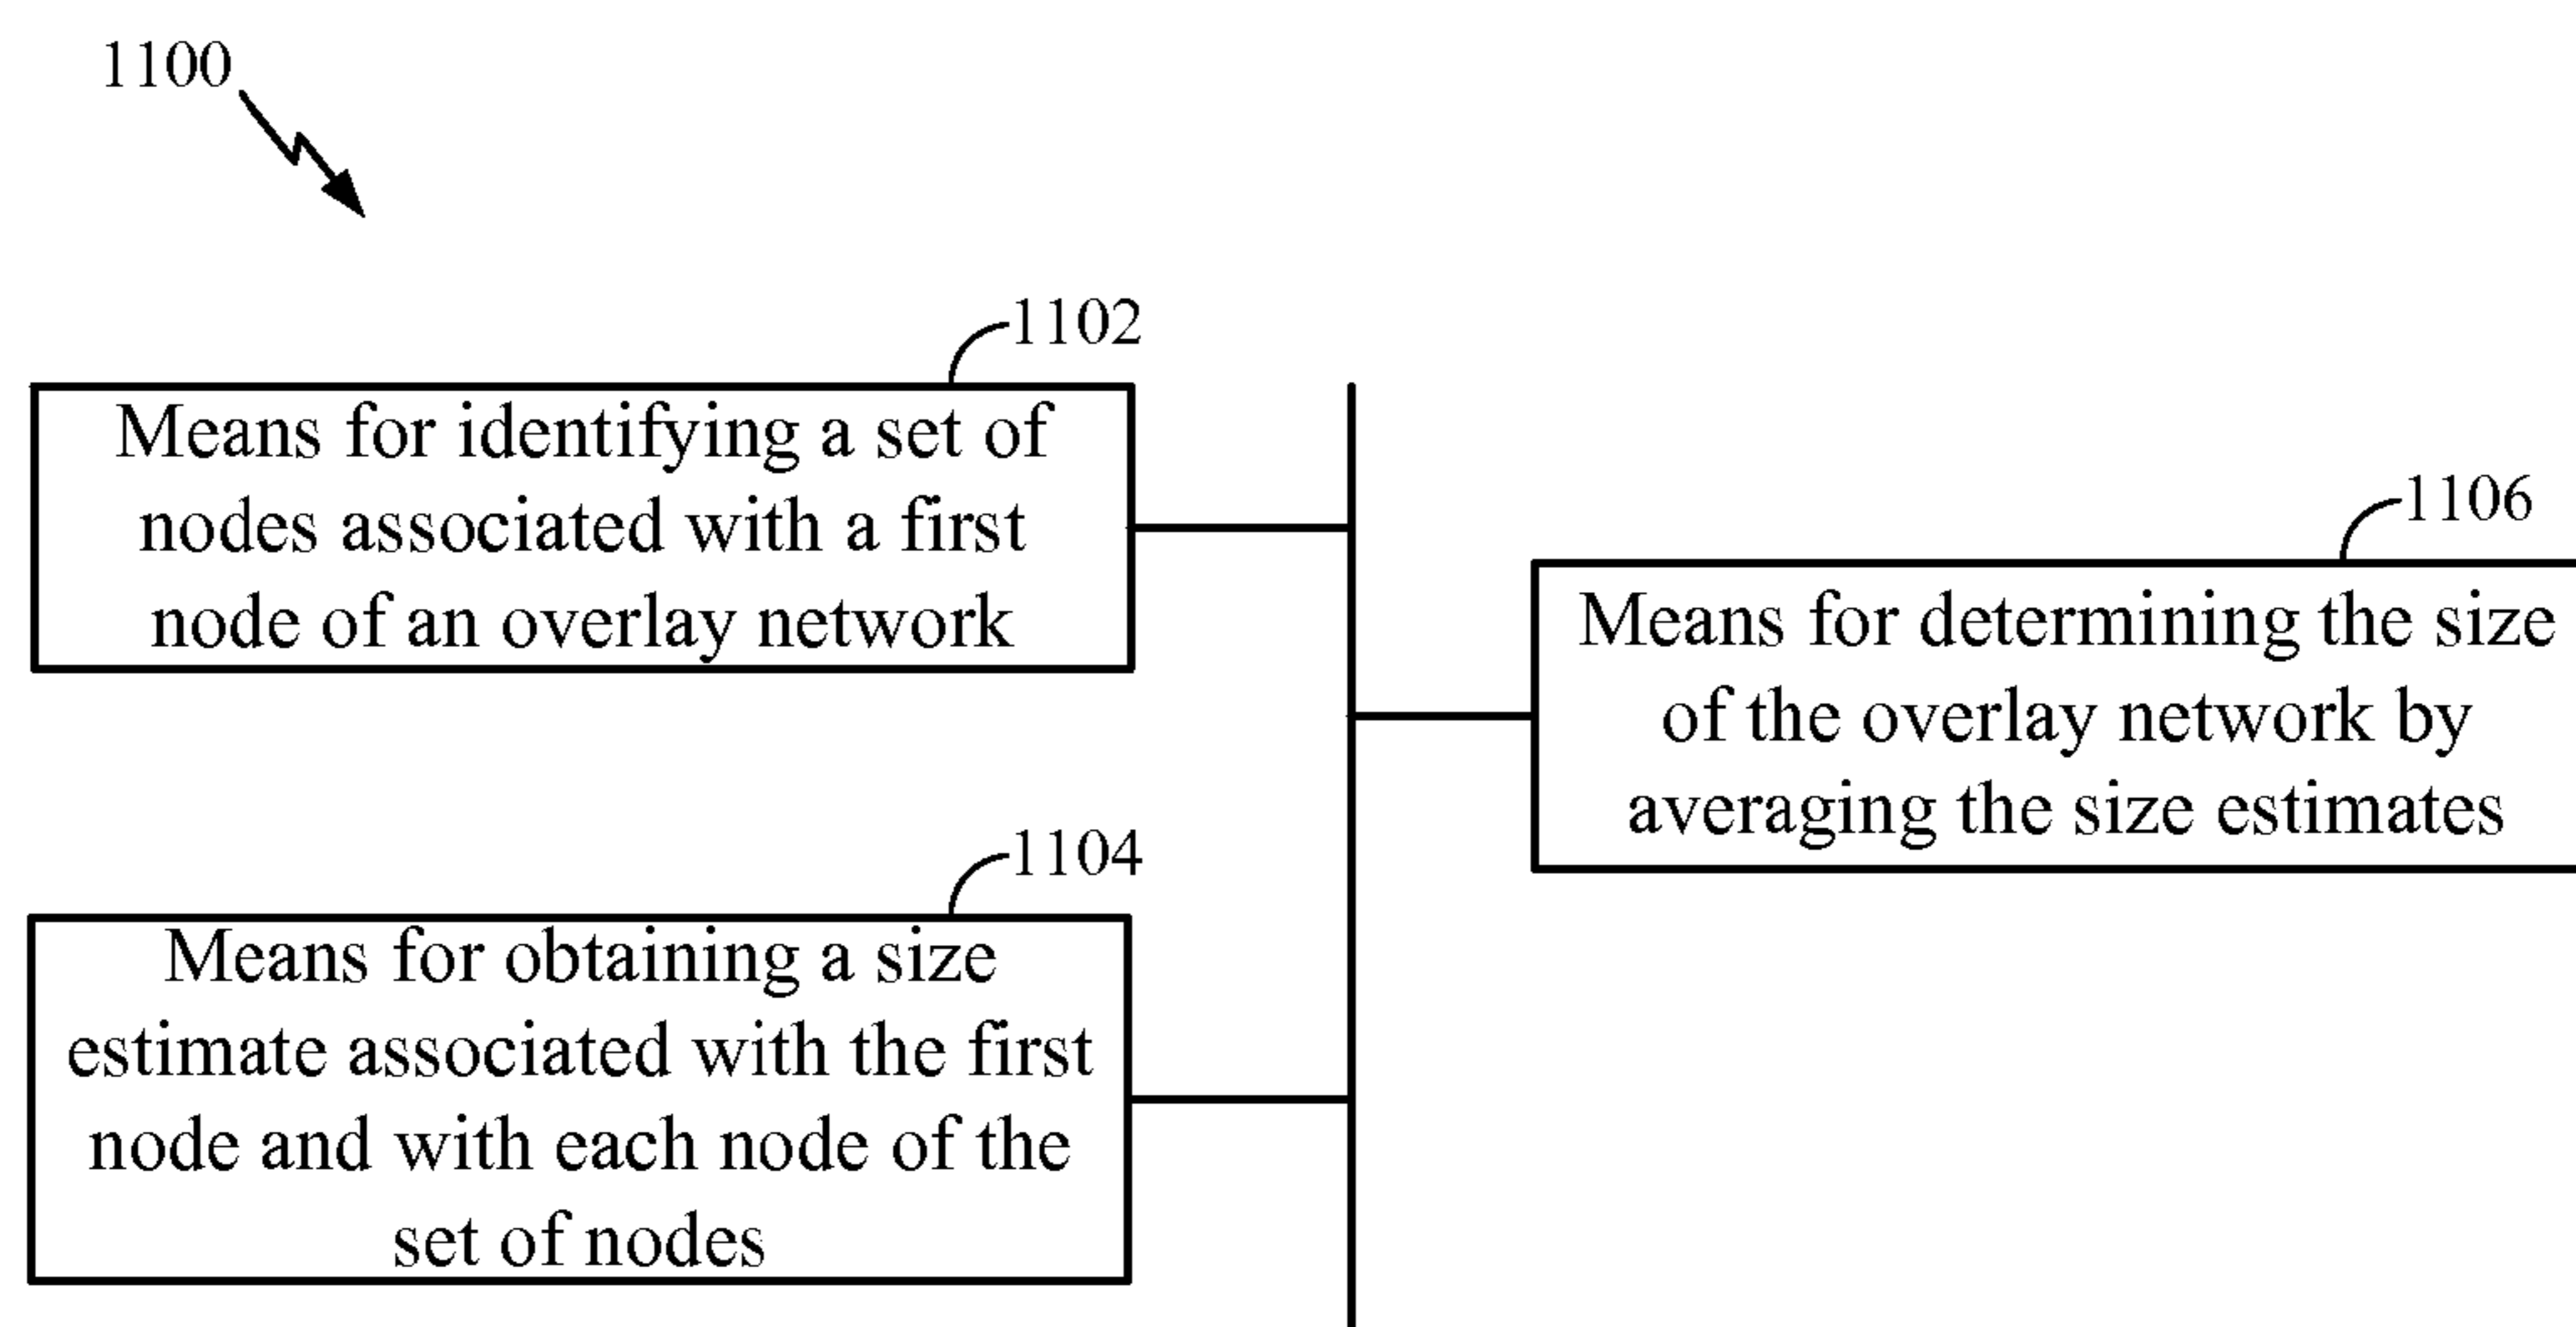 1100
1102
Means for identifying a set of
nodes associated with a first
node of an overlay network
1104
Means for obtaining a size
estimate associated with the first
node and with each node of the
set of nodes
1106
Means for determining the size
of the overlay network by
averaging the size estimates